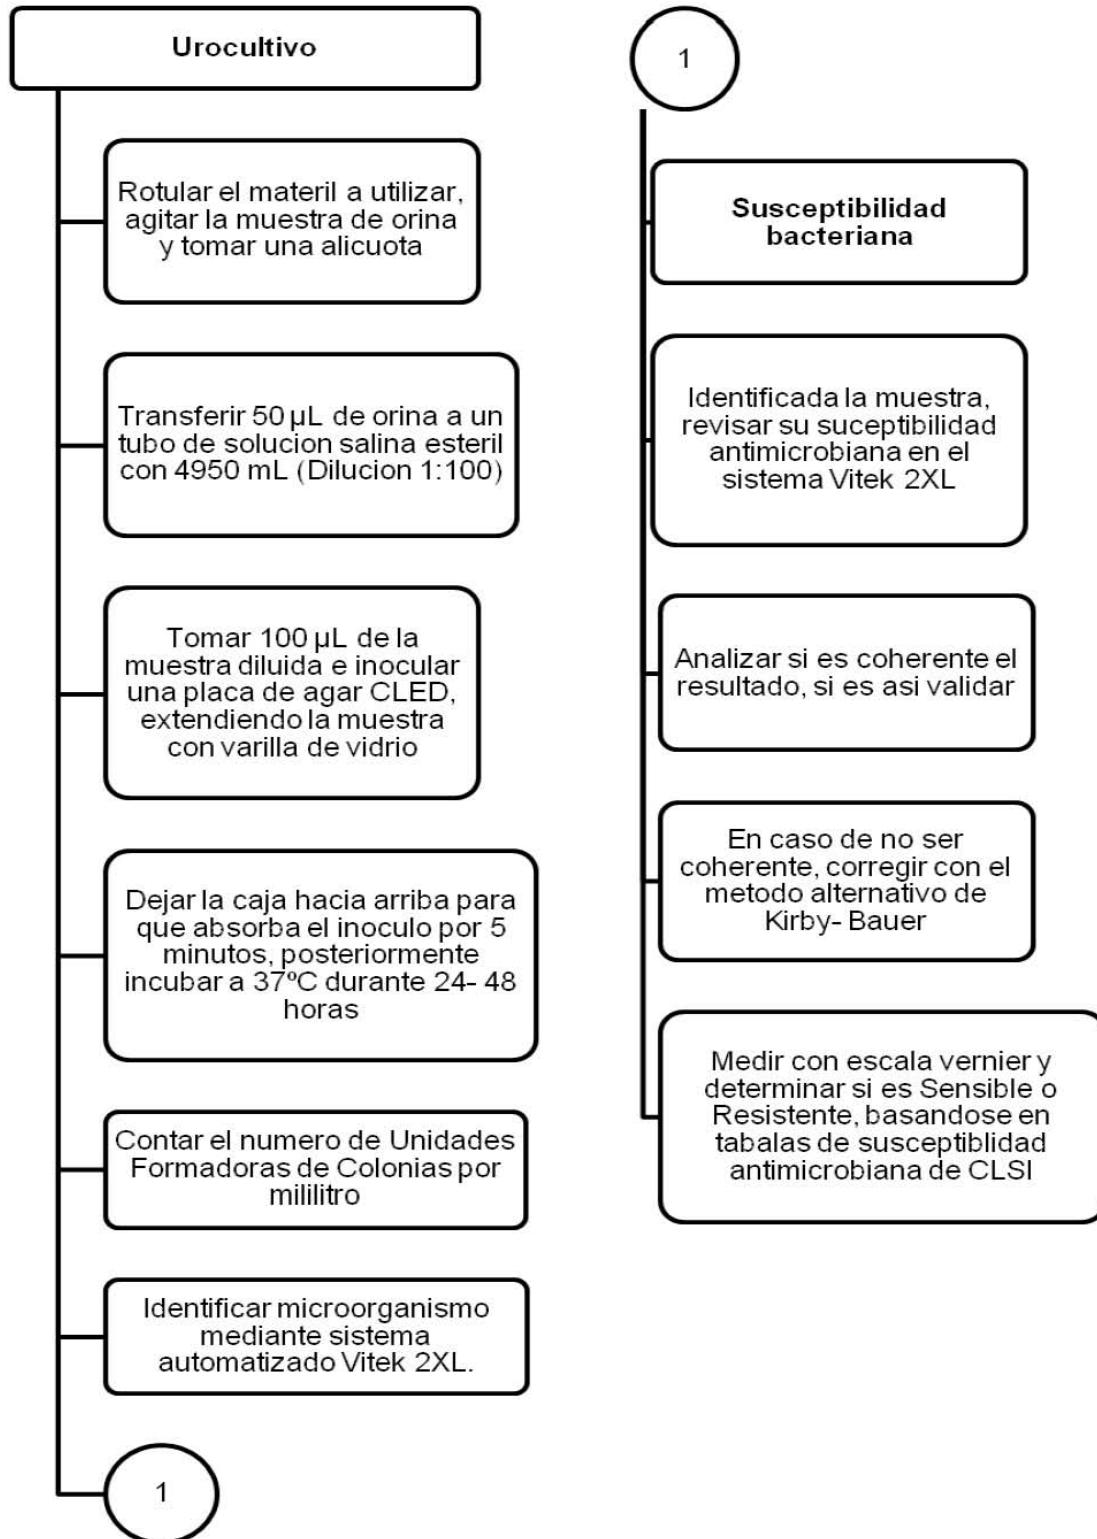 Urocultivo
Rotular el materil a utilizar,
agitar la muestra de orina
y tomar una alicuota
Transferir 50 µL de orina a un
tubo de solucion salina esteril
con 4950 mL (Dilucion 1:100)
Tomar 100 µL de la
muestra diluida e inocular
una placa de agar CLED,
extendiendo la muestra
con varilla de vidrio
Dejar la caja hacia arriba para
que absorba el inoculo por 5
minutos, posteriormente
incubar a 37ºC durante 24- 48
horas
Contar el numero de Unidades
Formadoras de Colonias por
mililitro
Identificar microorganismo
mediante sistema
automatizado Vitek 2XL.
1
1
Susceptibilidad
bacteriana
Identificada la muestra,
revisar su suceptibilidad
antimicrobiana en el
sistema Vitek 2XL
Analizar si es coherente el
resultado, si es asi validar
En caso de no ser
coherente, corregir con el
metodo alternativo de
Kirby- Bauer
Medir con escala vernier y
determinar si es Sensible o
Resistente, basandose en
tabalas de susceptiblidad
antimicrobiana de CLSI